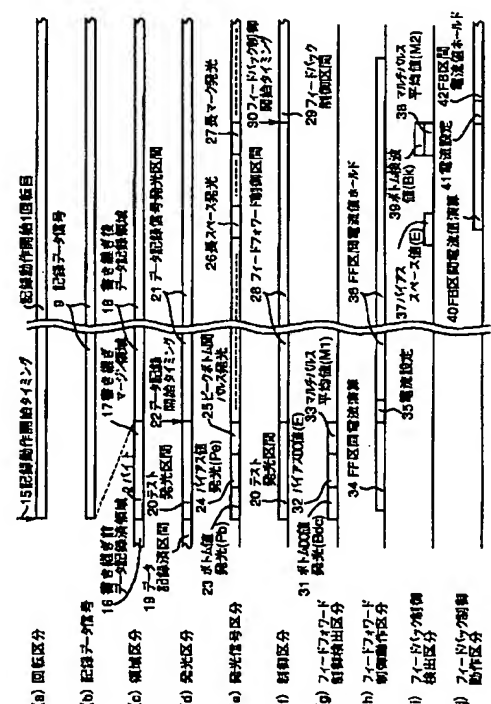 15 記録動作開始タイミング
記録動作開始1回転目
(a) 回転区分
9 記録データ信号
(b) 記録データ信号
16 書き継ぎ前データ記録済領域
2バイト
17 書き継ぎマージン領域
18 書き継ぎ後データ記録領域
(c) 領域区分
19 データ記録済区間
20 テスト発光区間
22 データ記録開始タイミング
21 データ記録信号発光区間
(d) 発光区分
23 ボトム値発光(Pb)
24 バイアス値発光(Pe)
25 ピークボトム間パルス発光
26 長スペース発光
27 長マーク発光
(e) 発光信号区分
20 テスト発光区間
28 フィードフォワード制御区間
30 フィードバック制御開始タイミング
29 フィードバック制御区間
(f) 制御区分
31 ボトムDC値(Bdc)
32 バイアスDC値(E)
33 マルチパルス平均値(M1)
(g) フィードフォワード制御検出区分
34 FF区間電流値演算
35 電流設定
36 FF区間電流値ホールド
(h) フィードフォワード制御動作区分
37 バイアススペース値(E)
39 ボトム検波値(Bk)
38 マルチパルス平均値(M2)
(i) フィードバック制御検出区分
40 FB区間電流値演算
41 電流設定
42 FB区間電流値ホールド
(j) フィードバック制御動作区分